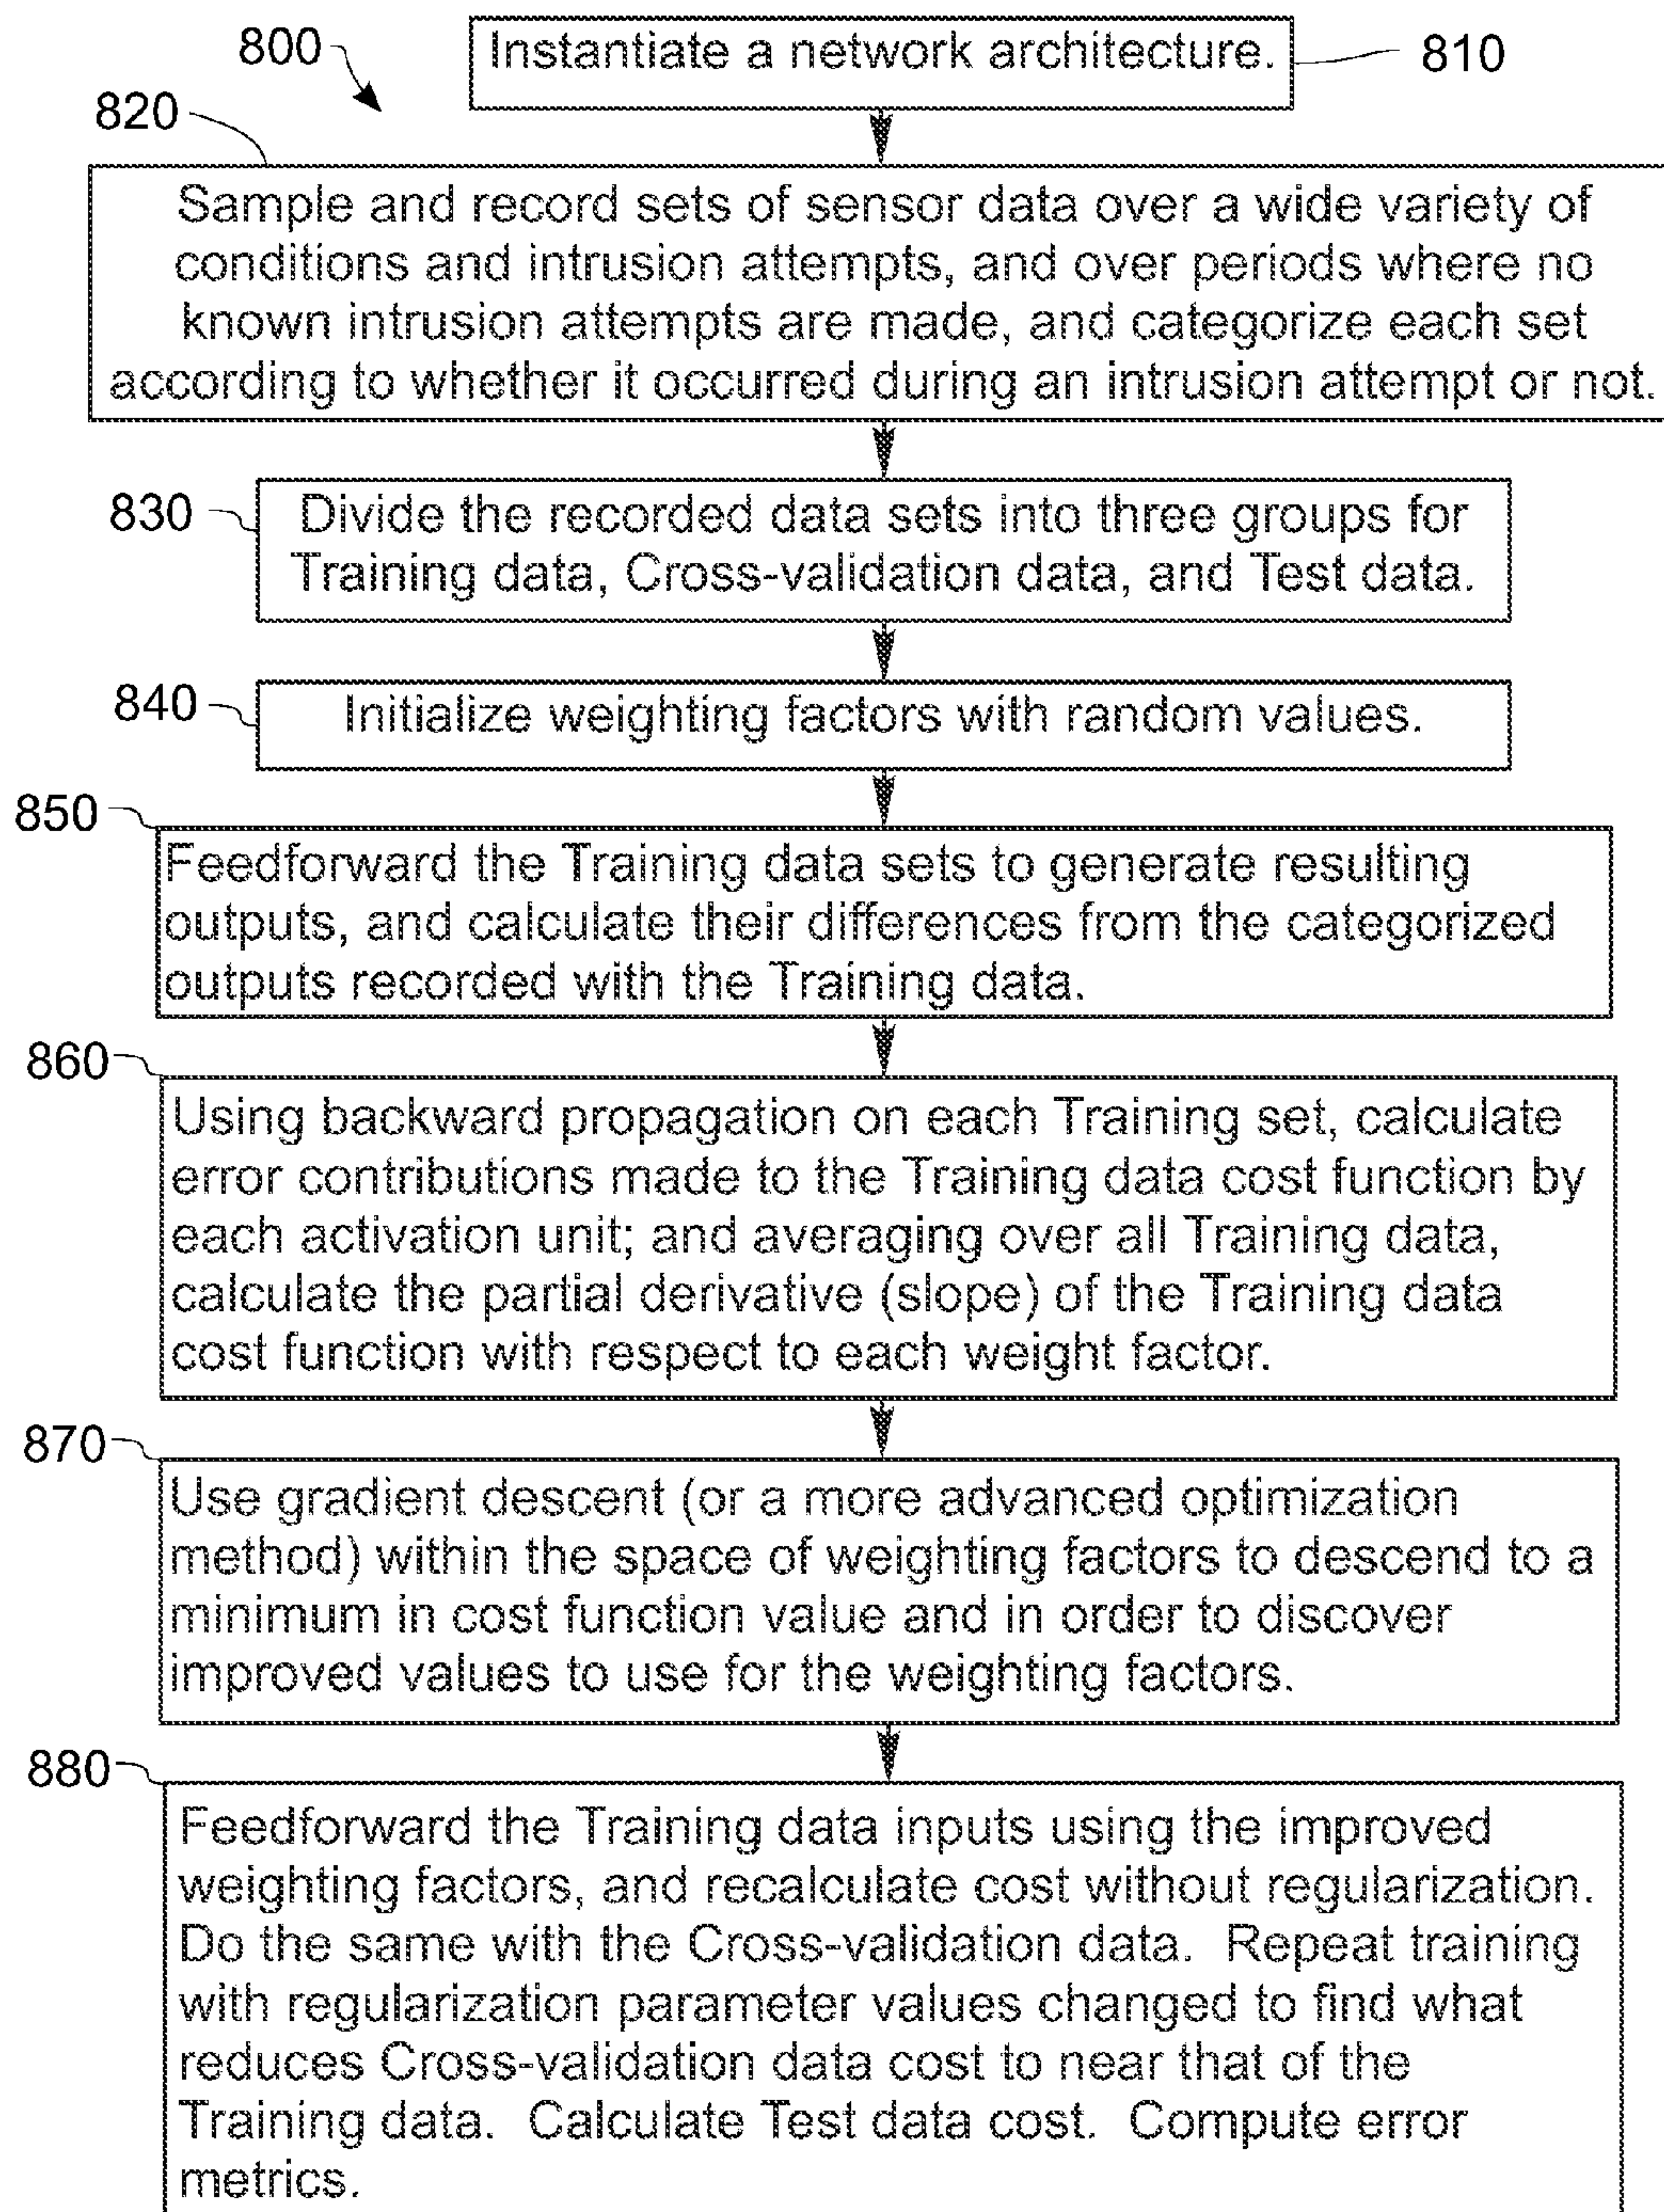 800
Instantiate a network architecture.
810
820
Sample and record sets of sensor data over a wide variety of
conditions and intrusion attempts, and over periods where no
known intrusion attempts are made, and categorize each set
according to whether it occurred during an intrusion attempt or not.
830
Divide the recorded data sets into three groups for
Training data, Cross-validation data, and Test data.
840
Initialize weighting factors with random values.
850
Feedforward the Training data sets to generate resulting
outputs, and calculate their differences from the categorized
outputs recorded with the Training data.
860
Using backward propagation on each Training set, calculate
error contributions made to the Training data cost function by
each activation unit; and averaging over all Training data,
calculate the partial derivative (slope) of the Training data
cost function with respect to each weight factor.
870
Use gradient descent (or a more advanced optimization
method) within the space of weighting factors to descend to a
minimum in cost function value and in order to discover
improved values to use for the weighting factors.
880
Feedforward the Training data inputs using the improved
weighting factors, and recalculate cost without regularization.
Do the same with the Cross-validation data.  Repeat training
with regularization parameter values changed to find what
reduces Cross-validation data cost to near that of the
Training data.  Calculate Test data cost.  Compute error
metrics.